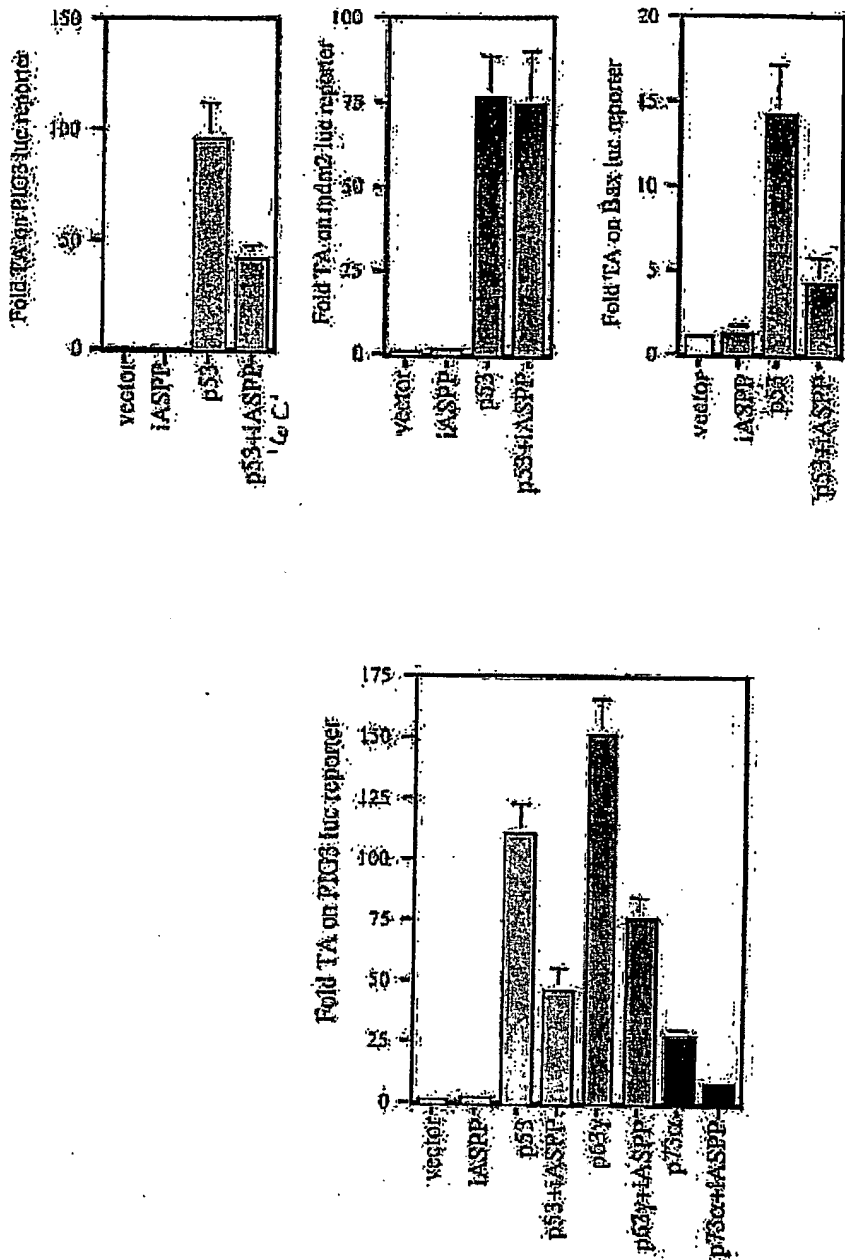 Fold TA on PIG3 luc reporter
150
100
50
0
vector
iASPP
p53
p53+iASPP
Fold TA on mdm2 luc reporter
100
75
50
25
0
vector
iASPP
p53
p53+iASPP
Fold TA on Bax luc reporter
20
15
10
5
0
vector
iASPP
p53
p53+iASPP
Fold TA on PIG3 luc reporter
175
150
125
100
75
50
25
0
vector
iASPP
p53
p53+iASPP
p63γ
p63γ+iASPP
p73α
p73α+iASPP